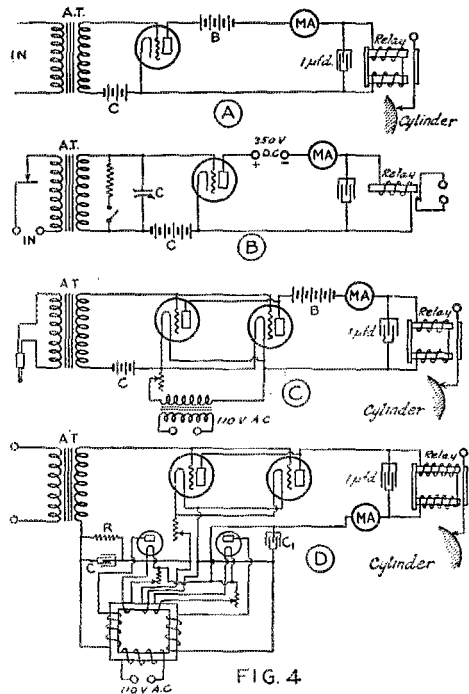 A.T.
B
MA
IN
1 µfd.
Relay
C
A
Cylinder
A.T.
350 V
D.C.
+ -
MA
Relay
C
IN
C
B
A T
B
MA
Relay
1 µfd
C
C
110 V A.C
Cylinder
A T
1 µfd
Relay
MA
R
C
C1
D
Cylinder
110 V A.C
FIG. 4